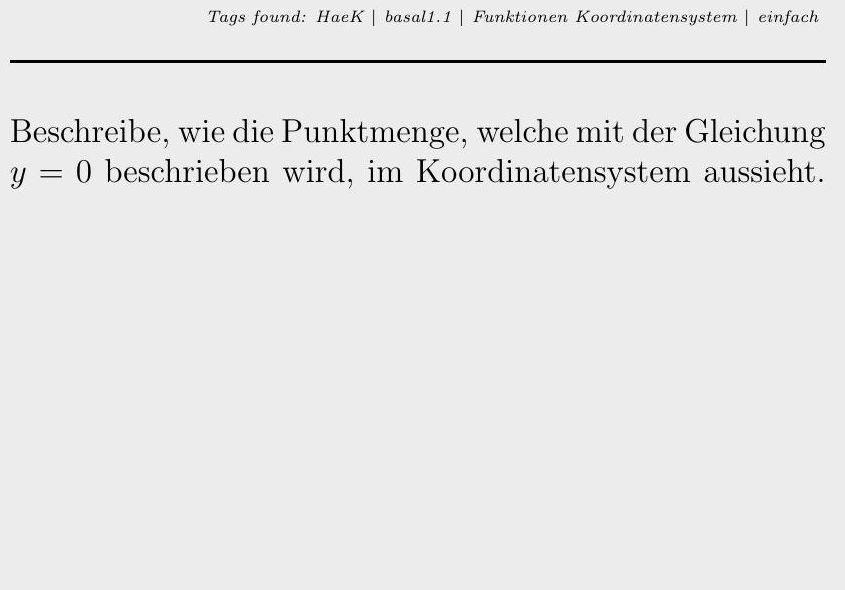 Tags found: HaeK | basal1.1 | Funktionen Koordinatensystem | einfach
Beschreibe, wie die Punktmenge, welche mit der Gleichung
y = 0 beschrieben wird, im Koordinatensystem aussieht.